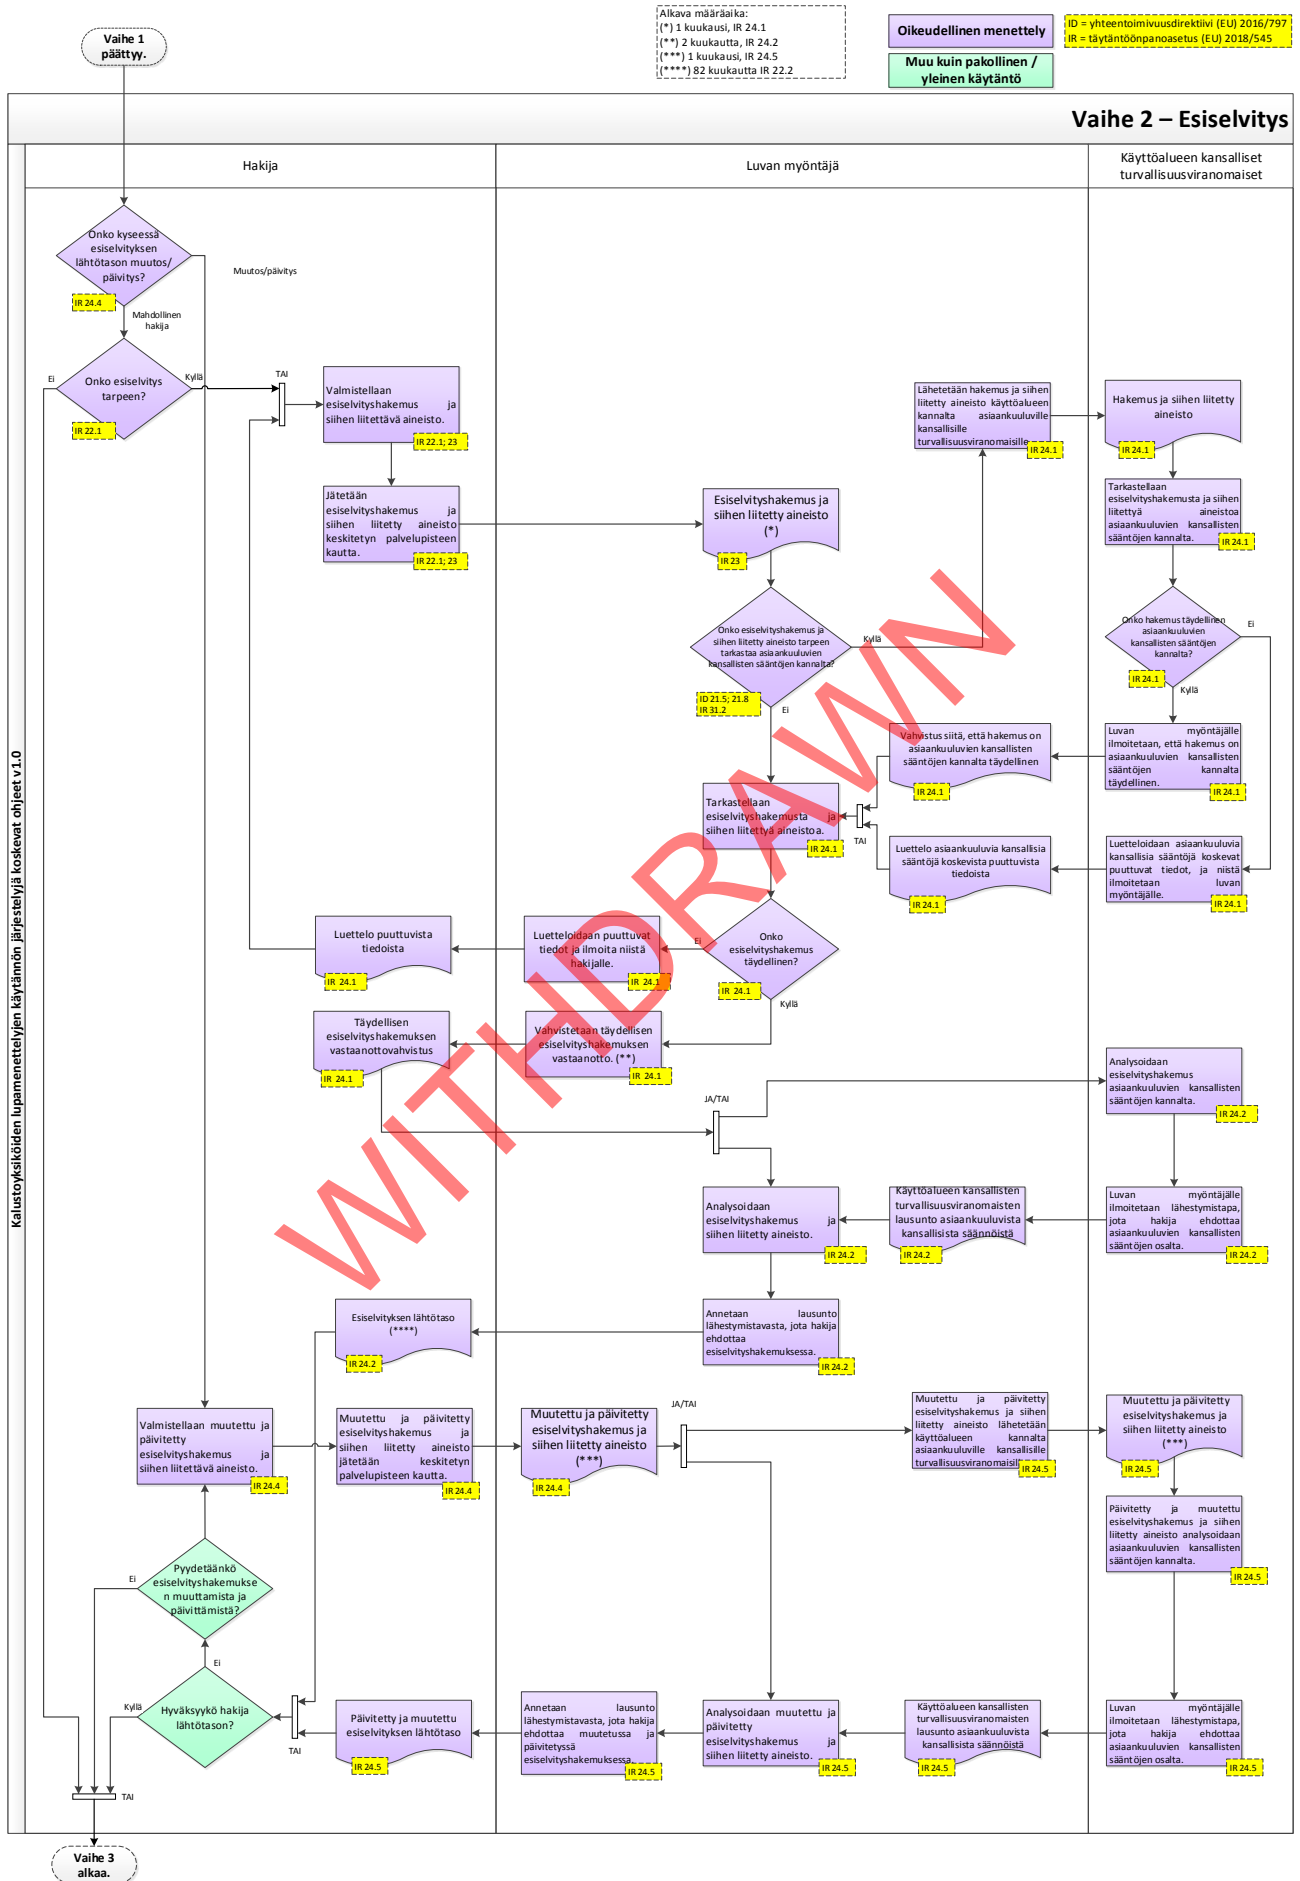 Vaihe 1
päättyy.
Alkava määräaika:
(*) 1 kuukausi, IR 24.1
(**) 2 kuukautta, IR 24.2
(***) 1 kuukausi, IR 24.5
(****) 82 kuukautta IR 22.2
Oikeudellinen menettely
Muu kuin pakollinen /
yleinen käytäntö
ID = yhteentoimivuusdirektiivi (EU) 2016/797
IR = täytäntöönpanoasetus (EU) 2018/545
Vaihe 2 – Esiselvitys
Kalustoyksiköiden lupamenettelyjen käytännön järjestelyjä koskevat ohjeet v1.0
Hakija
Luvan myöntäjä
Käyttöalueen kansalliset
turvallisuusviranomaiset
Onko kyseessä
esiselvityksen
lähtötason muutos/
päivitys?
IR 24.4
Muutos/päivitys
Mahdollinen
hakija
Onko esiselvitys
tarpeen?
IR 22.1
Ei
Kyllä
TAI
Valmistellaan
esiselvityshakemus ja
siihen liitettävä aineisto.
IR 22.1; 23
Jätetään
esiselvityshakemus ja
siihen liitetty aineisto
keskitetyn palvelupisteen
kautta.
IR 22.1; 23
Esiselvityshakemus ja
siihen liitetty aineisto
(*)
IR 23
Lähetetään hakemus ja siihen
liitetty aineisto käyttöalueen
kannalta asiaankuuluville
kansallisille
turvallisuusviranomaisille.
IR 24.1
Hakemus ja siihen liitetty
aineisto
IR 24.1
Tarkastellaan
esiselvityshakemusta ja siihen
liitettyä aineistoa
asiaankuuluvien kansallisten
sääntöjen kannalta.
IR 24.1
Onko esiselvityshakemus ja
siihen liitetty aineisto tarpeen
tarkastaa asiaankuuluvien
kansallisten sääntöjen kannalta?
ID 21.5; 21.8
IR 31.2
Kyllä
Ei
Onko hakemus täydellinen
asiaankuuluvien
kansallisten sääntöjen
kannalta?
IR 24.1
Ei
Kyllä
Luvan myöntäjälle
ilmoitetaan, että hakemus on
asiaankuuluvien kansallisten
sääntöjen kannalta
täydellinen.
IR 24.1
Vahvistus siitä, että hakemus on
asiaankuuluvien kansallisten
sääntöjen kannalta täydellinen
IR 24.1
Tarkastellaan
esiselvityshakemusta ja
siihen liitettyä aineistoa.
IR 24.1
TAI
Luettelo asiaankuuluvia kansallisia
sääntöjä koskevista puuttuvista
tiedoista
IR 24.1
Luetteloidaan asiaankuuluvia
kansallisia sääntöjä koskevat
puuttuvat tiedot, ja niistä
ilmoitetaan luvan
myöntäjälle.
IR 24.1
Onko
esiselvityshakemus
täydellinen?
IR 24.1
Ei
Kyllä
Luetteloidaan puuttuvat
tiedot ja ilmoita niistä
hakijalle.
IR 24.1
Luettelo puuttuvista
tiedoista
IR 24.1
Täydellisen
esiselvityshakemuksen
vastaanottovahvistus
IR 24.1
Vahvistetaan täydellisen
esiselvityshakemuksen
vastaanotto. (**)
IR 24.1
JA/TAI
Analysoidaan
esiselvityshakemus
asiaankuuluvien kansallisten
sääntöjen kannalta.
IR 24.2
Analysoidaan
esiselvityshakemus ja
siihen liitetty aineisto.
IR 24.2
Käyttöalueen kansallisten
turvallisuusviranomaisten
lausunto asiaankuuluvista
kansallisista säännöistä
IR 24.2
Luvan myöntäjälle
ilmoitetaan lähestymistapa,
jota hakija ehdottaa
asiaankuuluvien kansallisten
sääntöjen osalta.
IR 24.2
Esiselvityksen lähtötaso
(****)
IR 24.2
Annetaan lausunto
lähestymistavasta, jota hakija
ehdottaa
esiselvityshakemuksessa.
IR 24.2
Valmistellaan muutettu ja
päivitetty
esiselvityshakemus ja
siihen liitettävä aineisto.
IR 24.4
Muutettu ja päivitetty
esiselvityshakemus ja
siihen liitetty aineisto
jätetään keskitetyn
palvelupisteen kautta.
IR 24.4
Muutettu ja päivitetty
esiselvityshakemus ja
siihen liitetty aineisto
(***)
IR 24.4
JA/TAI
Muutettu ja päivitetty
esiselvityshakemus ja siihen
liitetty aineisto lähetetään
käyttöalueen kannalta
asiaankuuluville kansallisille
IR 24.5
Muutettu ja päivitetty
esiselvityshakemus ja
siihen liitetty aineisto
(***)
IR 24.5
Päivitetty ja muutettu
esiselvityshakemus ja siihen
liitetty aineisto analysoidaan
asiaankuuluvien kansallisten
sääntöjen kannalta.
IR 24.5
Pyydetäänkö
esiselvityshakemukse
n muuttamista ja
päivittämistä?
Ei
Ei
Hyväksyykö hakija
lähtötason?
Kyllä
TAI
Päivitetty ja muutettu
esiselvityksen lähtötaso
IR 24.5
Annetaan lausunto
lähestymistavasta, jota hakija
ehdottaa muutetussa ja
päivitetyssä
esiselvityshakemuksessa.
IR 24.5
Analysoidaan muutettu ja
päivitetty
esiselvityshakemus ja
siihen liitetty aineisto.
IR 24.5
Käyttöalueen kansallisten
turvallisuusviranomaisten
lausunto asiaankuuluvista
kansallisista säännöistä
IR 24.5
Luvan myöntäjälle
ilmoitetaan lähestymistapa,
jota hakija ehdottaa
asiaankuuluvien kansallisten
sääntöjen osalta.
IR 24.5
TAI
Vaihe 3
alkaa.
WITHDRAWN